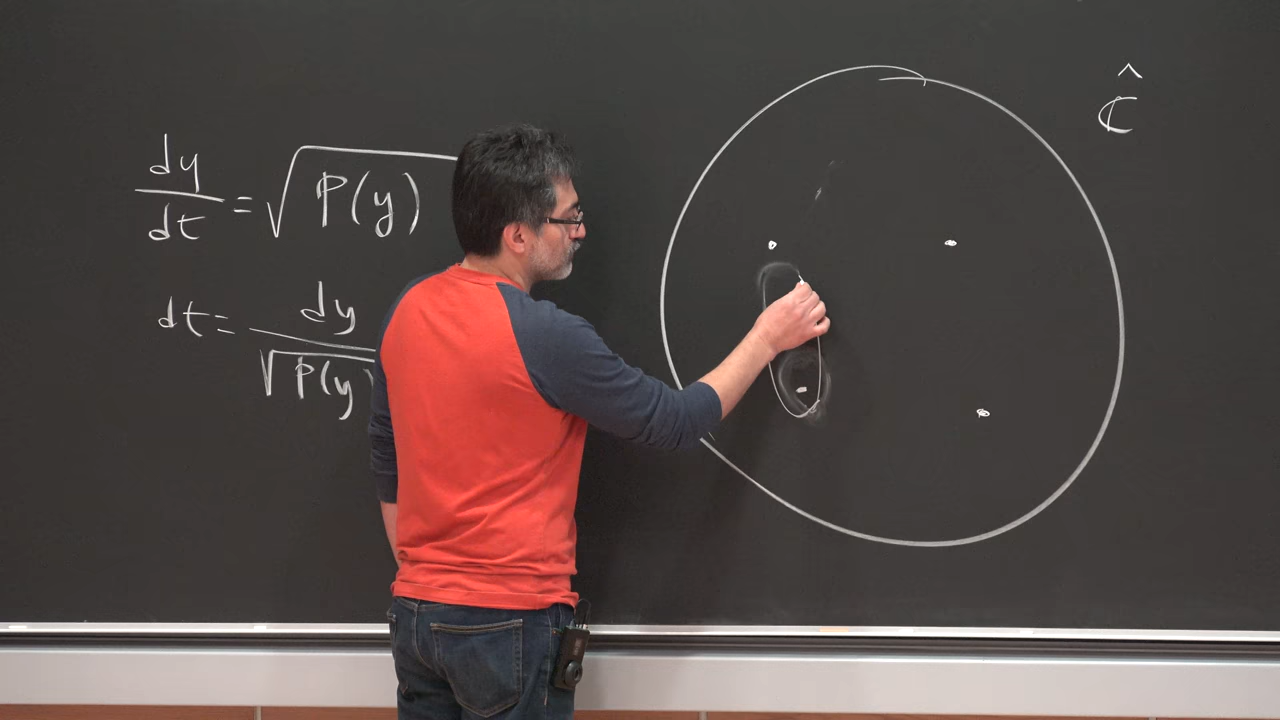 dy/dt = √P(y)
dt = dy/√P(y)
Ĉ